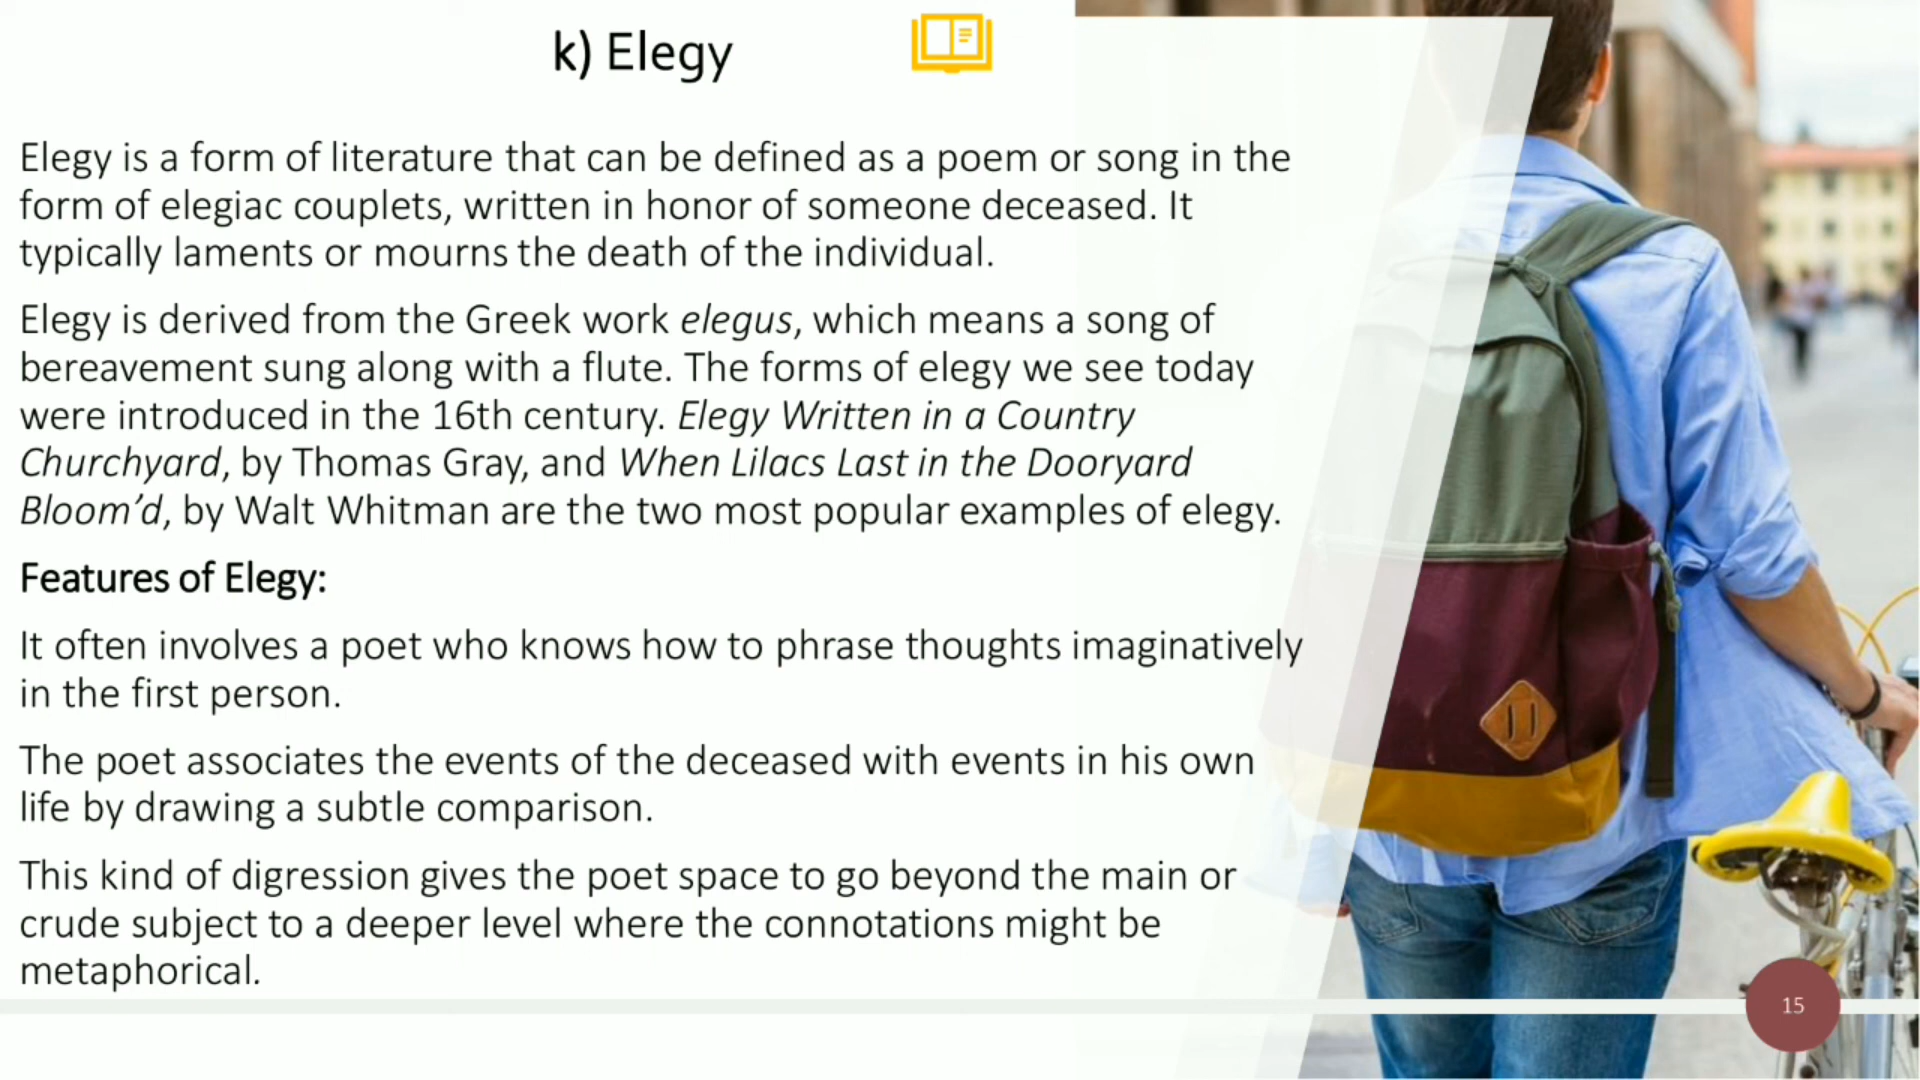 k) Elegy
Elegy is a form of literature that can be defined as a poem or song in the
form of elegiac couplets, written in honor of someone deceased. It
typically laments or mourns the death of the individual.
Elegy is derived from the Greek work elegus, which means a song of
bereavement sung along with a flute. The forms of elegy we see today
were introduced in the 16th century. Elegy Written in a Country
Churchyard, by Thomas Gray, and When Lilacs Last in the Dooryard
Bloom’d, by Walt Whitman are the two most popular examples of elegy.
Features of Elegy:
It often involves a poet who knows how to phrase thoughts imaginatively
in the first person.
The poet associates the events of the deceased with events in his own
life by drawing a subtle comparison.
This kind of digression gives the poet space to go beyond the main or
crude subject to a deeper level where the connotations might be
metaphorical.
15